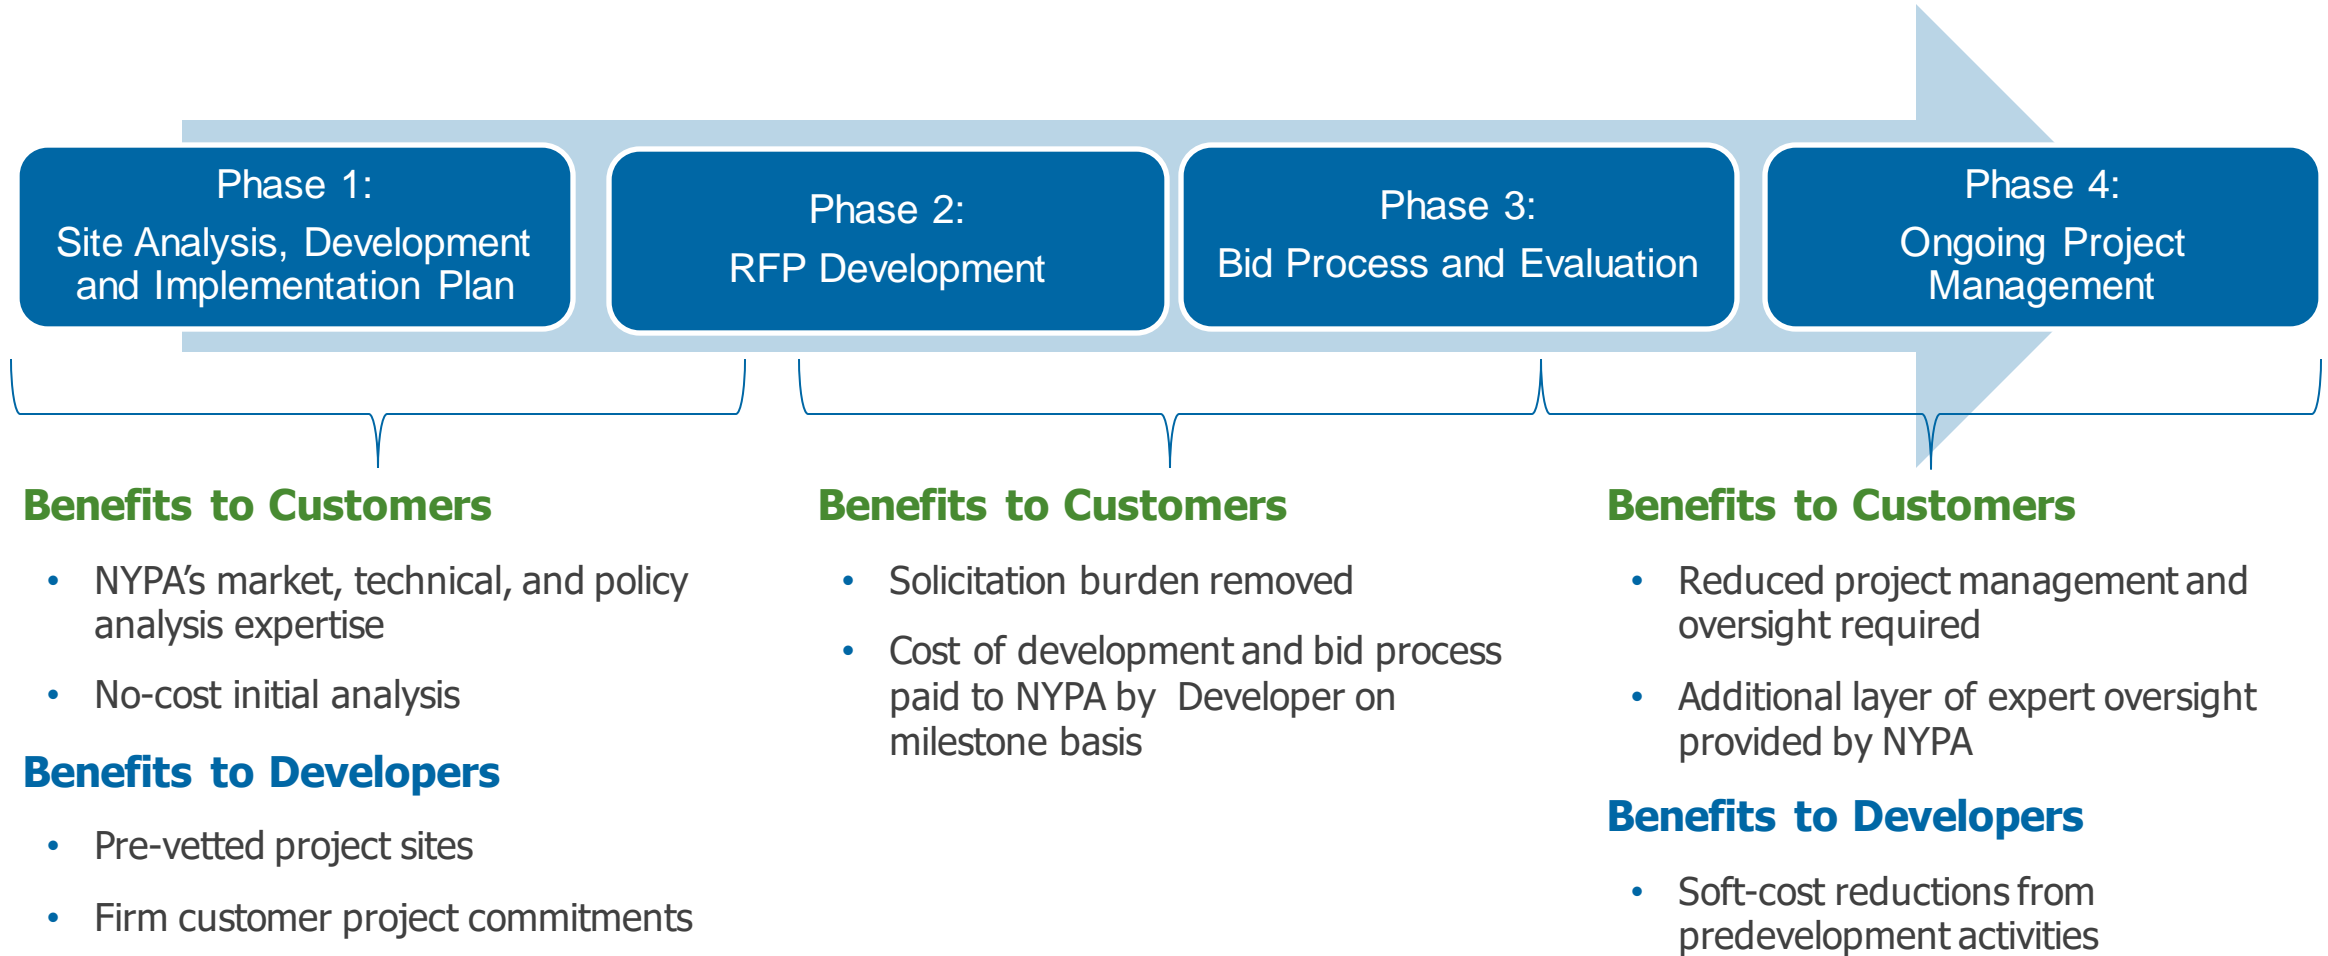 Phase 1:
Site Analysis, Development
and Implementation Plan
Phase 2:
RFP Development
Phase 3:
Bid Process and Evaluation
Phase 4:
Ongoing Project
Management
Benefits to Customers
• NYPA’s market, technical, and policy
analysis expertise
• No-cost initial analysis
Benefits to Developers
• Pre-vetted project sites
• Firm customer project commitments
Benefits to Customers
• Solicitation burden removed
• Cost of development and bid process
paid to NYPA by Developer on
milestone basis
Benefits to Customers
• Reduced project management and
oversight required
• Additional layer of expert oversight
provided by NYPA
Benefits to Developers
• Soft-cost reductions from
predevelopment activities